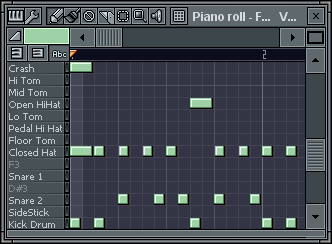 Piano roll - F... V...
Abc
2
Crash
Hi Tom
Mid Tom
Open HiHat
Lo Tom
Pedal Hi Hat
Floor Tom
Closed Hat
F3
Snare 1
D#3
Snare 2
SideStick
Kick Drum